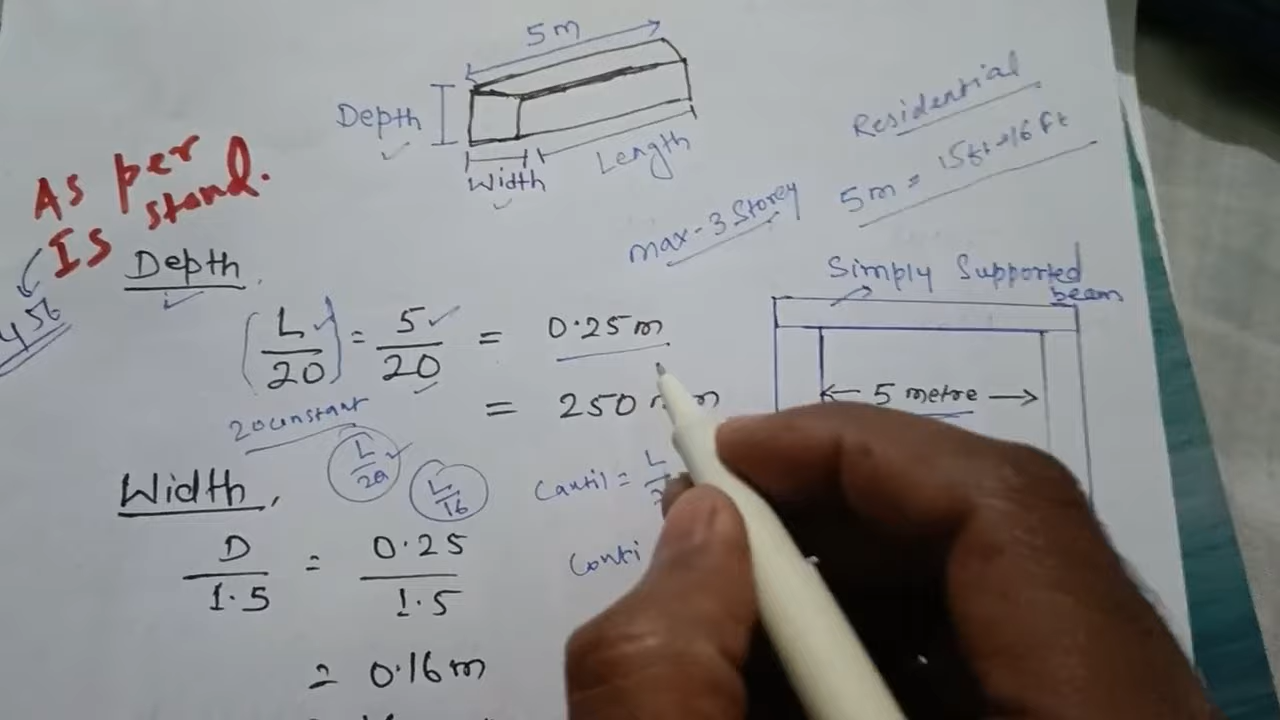 5m
Depth
Width
Length
Residential
5m = 15ft→16ft
max-3 Storey
As per
IS stand.
456
Depth,
L/20 = 5/20 = 0.25m
= 250
20 constant
L/20
L/16
Simply Supported
beam
5 metre
Cantil = L
Conti
Width,
D/1.5 = 0.25/1.5
= 0.16m